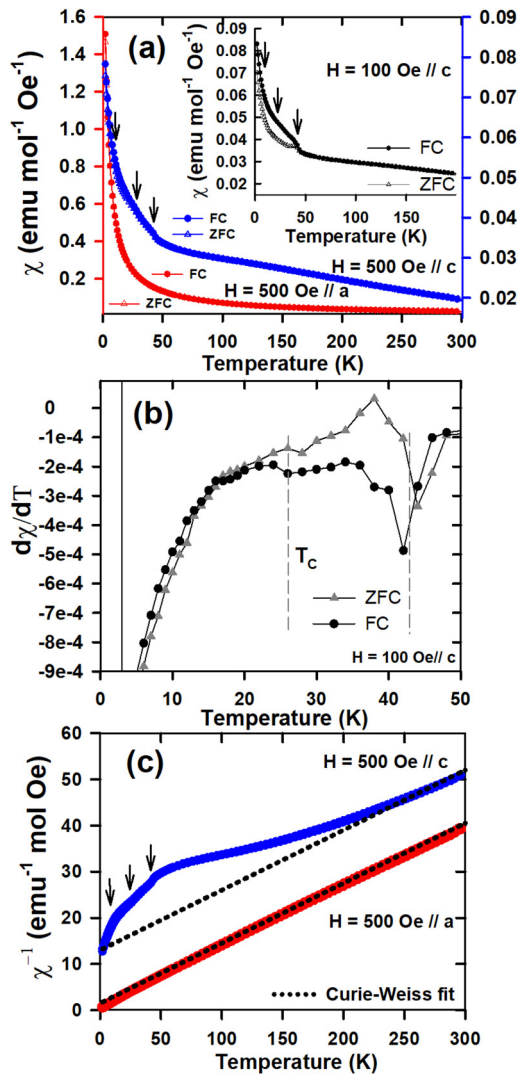 (a)
χ (emu mol⁻¹ Oe⁻¹)
1.6
1.4
1.2
1.0
0.8
0.6
0.4
0.2
0.09
0.08
0.07
0.06
0.05
0.04
0.03
0.02
χ (emu mol⁻¹ Oe⁻¹)
0.09
0.08
0.07
0.06
0.05
0.04
0.03
0.02
H = 100 Oe // c
FC
ZFC
0 50 100 150
Temperature (K)
FC
ZFC
H = 500 Oe // c
FC
H = 500 Oe // a
ZFC
0 50 100 150 200 250 300
Temperature (K)
(b)
dχ/dT
0
-1e-4
-2e-4
-3e-4
-4e-4
-5e-4
-6e-4
-7e-4
-8e-4
-9e-4
T_C
ZFC
FC
H = 100 Oe// c
0 10 20 30 40 50
Temperature (K)
(c)
χ⁻¹ (emu⁻¹ mol Oe)
60
50
40
30
20
10
0
H = 500 Oe // c
H = 500 Oe // a
Curie-Weiss fit
0 50 100 150 200 250 300
Temperature (K)